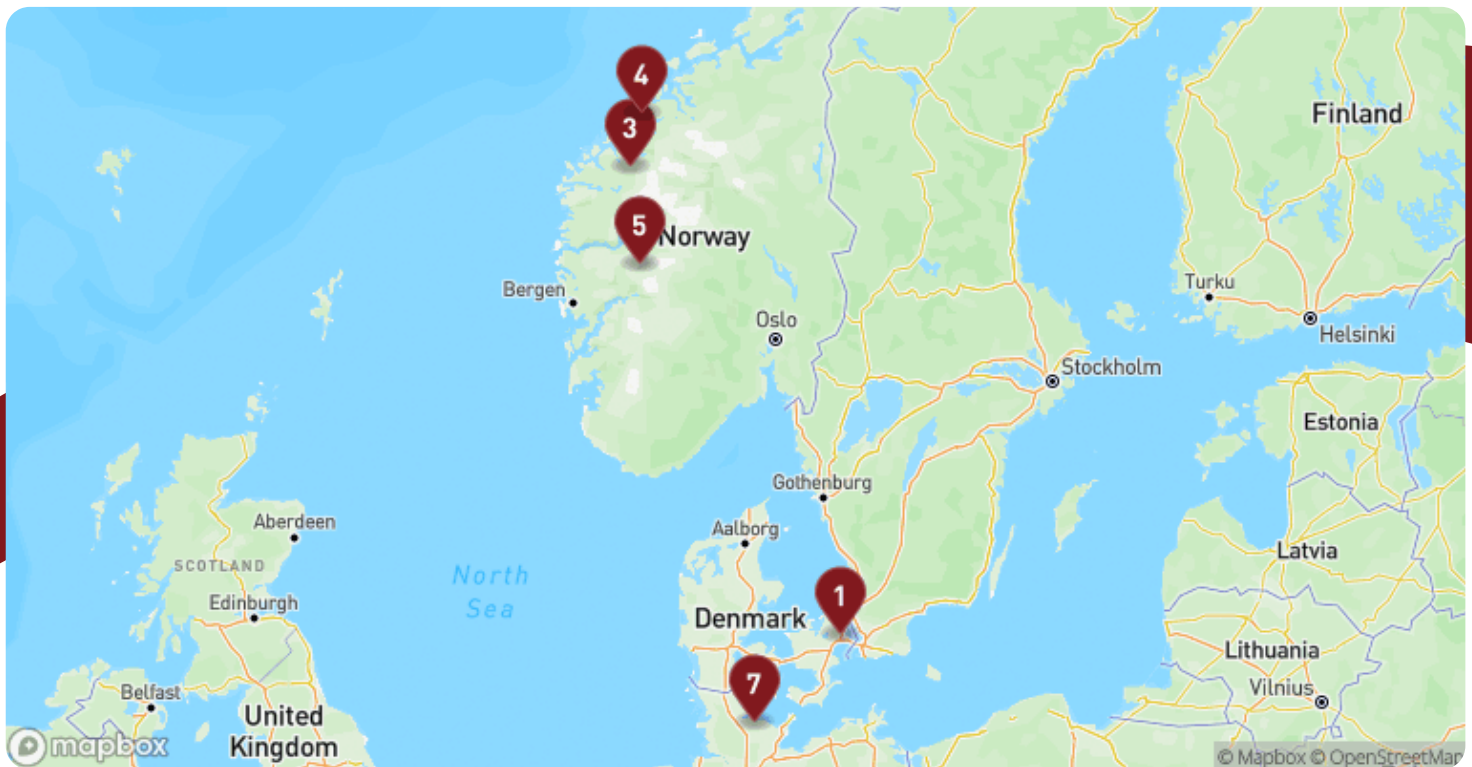 4
Finland
3
5
Norway
Bergen
Turku
Oslo
Helsinki
Stockholm
Estonia
Gothenburg
Aalborg
Aberdeen
Latvia
SCOTLAND
North
Sea
Edinburgh
1
Denmark
Lithuania
7
Vilnius
Belfast
United
Kingdom
mapbox
© Mapbox © OpenStreetMap